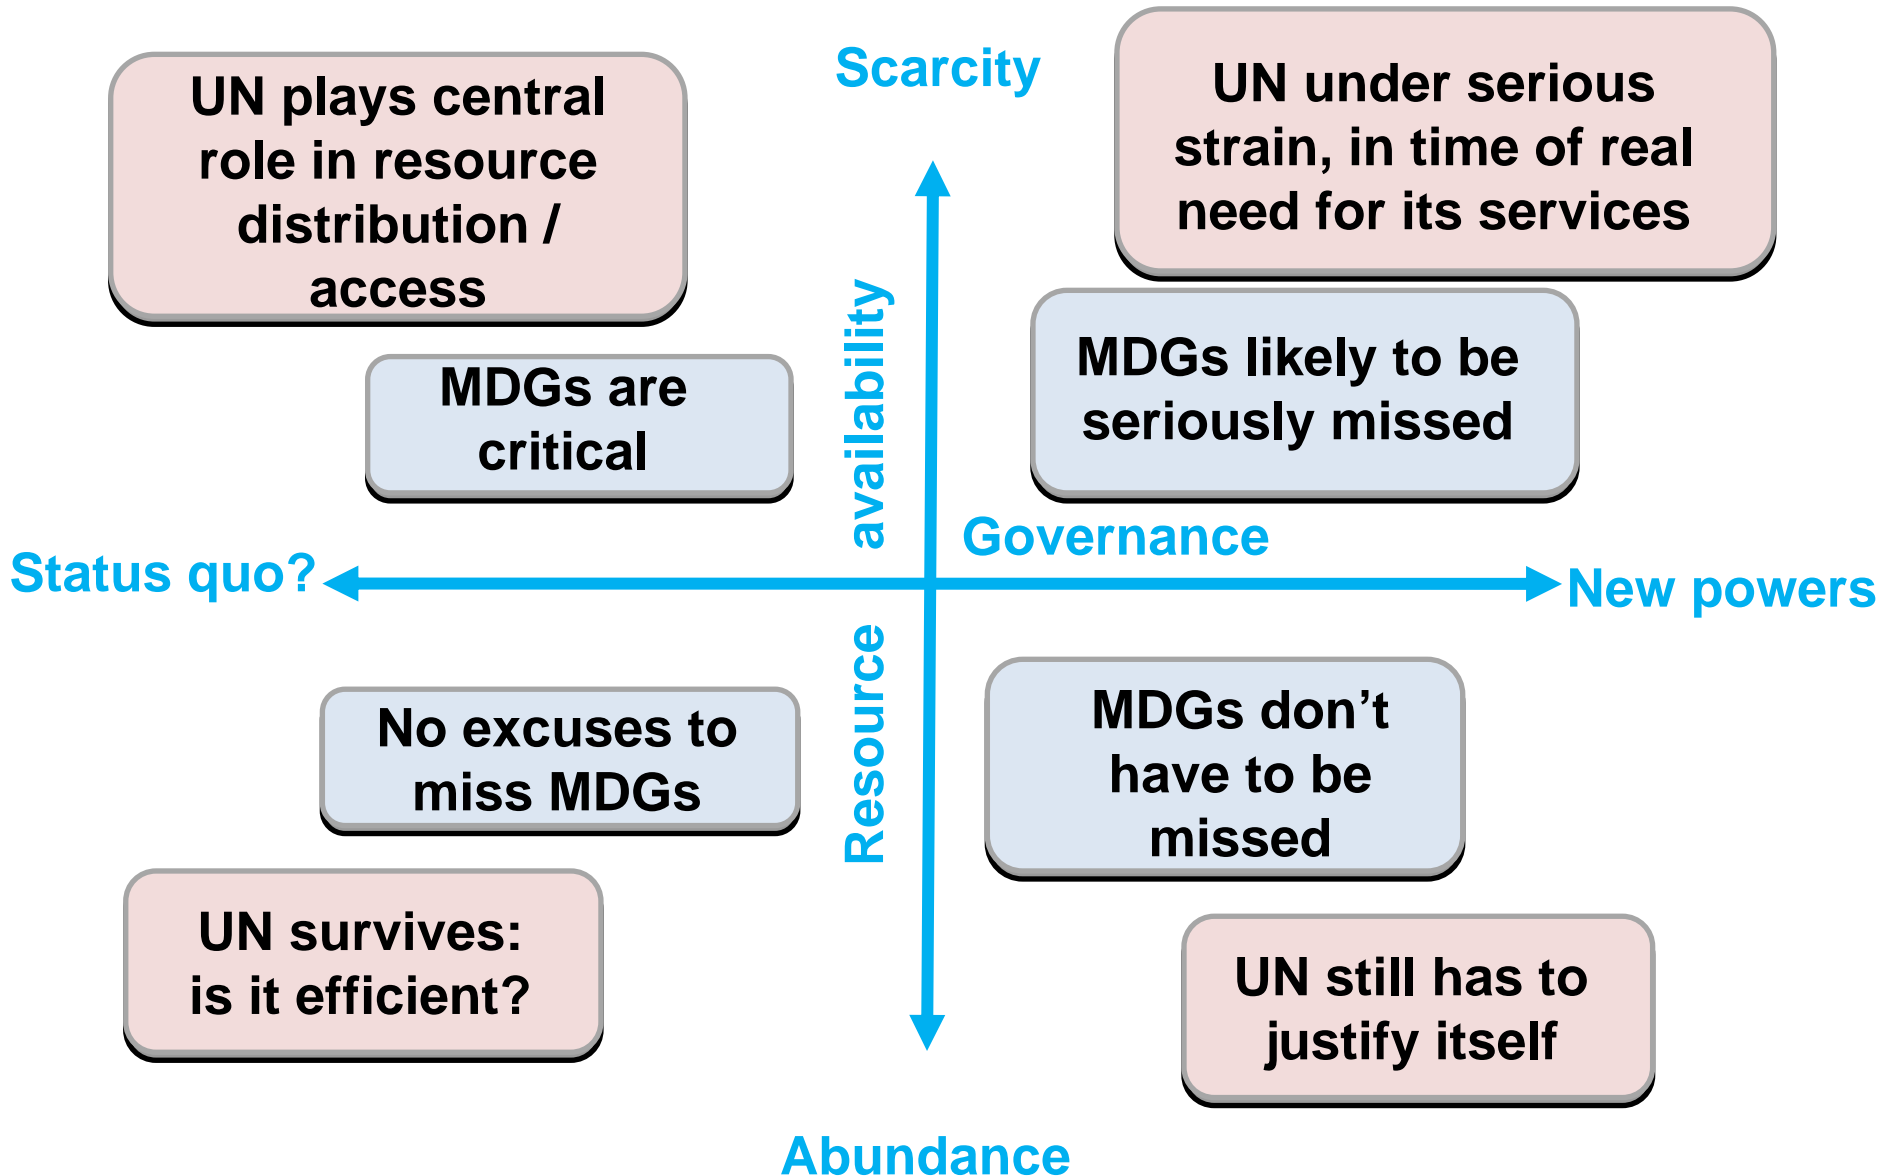 Scarcity
UN plays central
role in resource
distribution /
access
UN under serious
strain, in time of real
need for its services
MDGs are
critical
MDGs likely to be
seriously missed
Resource availability
Governance
Status quo?
New powers
No excuses to
miss MDGs
MDGs don’t
have to be
missed
UN survives:
is it efficient?
UN still has to
justify itself
Abundance